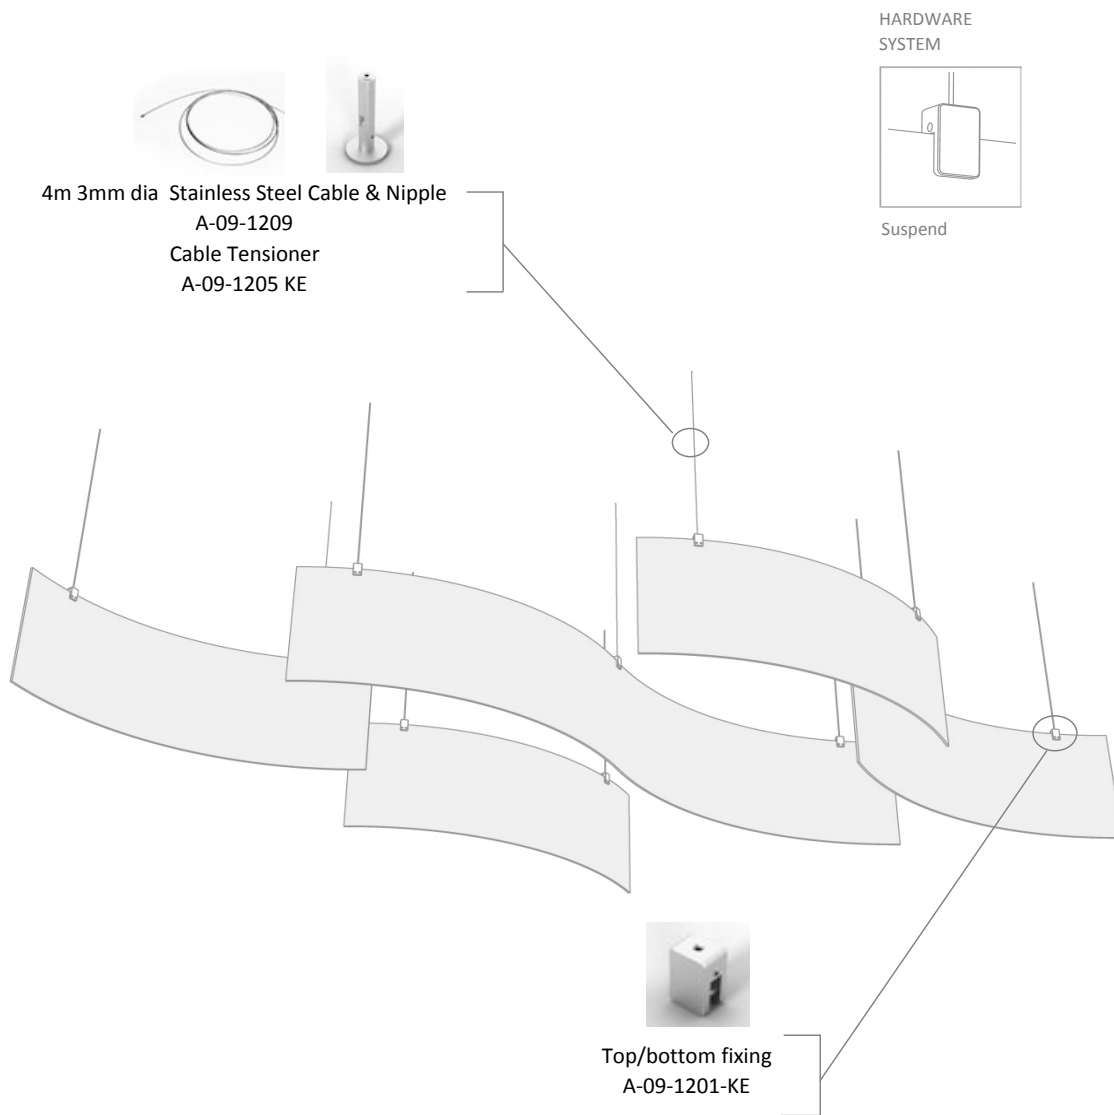 HARDWARE
SYSTEM
4m 3mm dia  Stainless Steel Cable & Nipple
A-09-1209
Cable Tensioner
A-09-1205 KE
Suspend
Top/bottom fixing
A-09-1201-KE